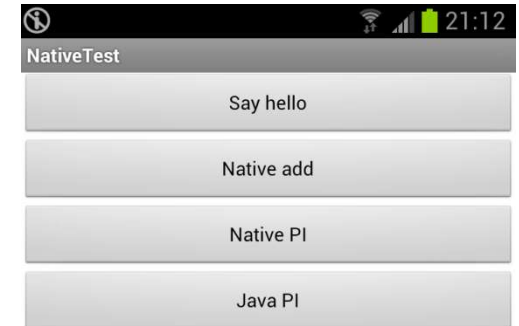 21:12
NativeTest
Say hello
Native add
Native PI
Java PI